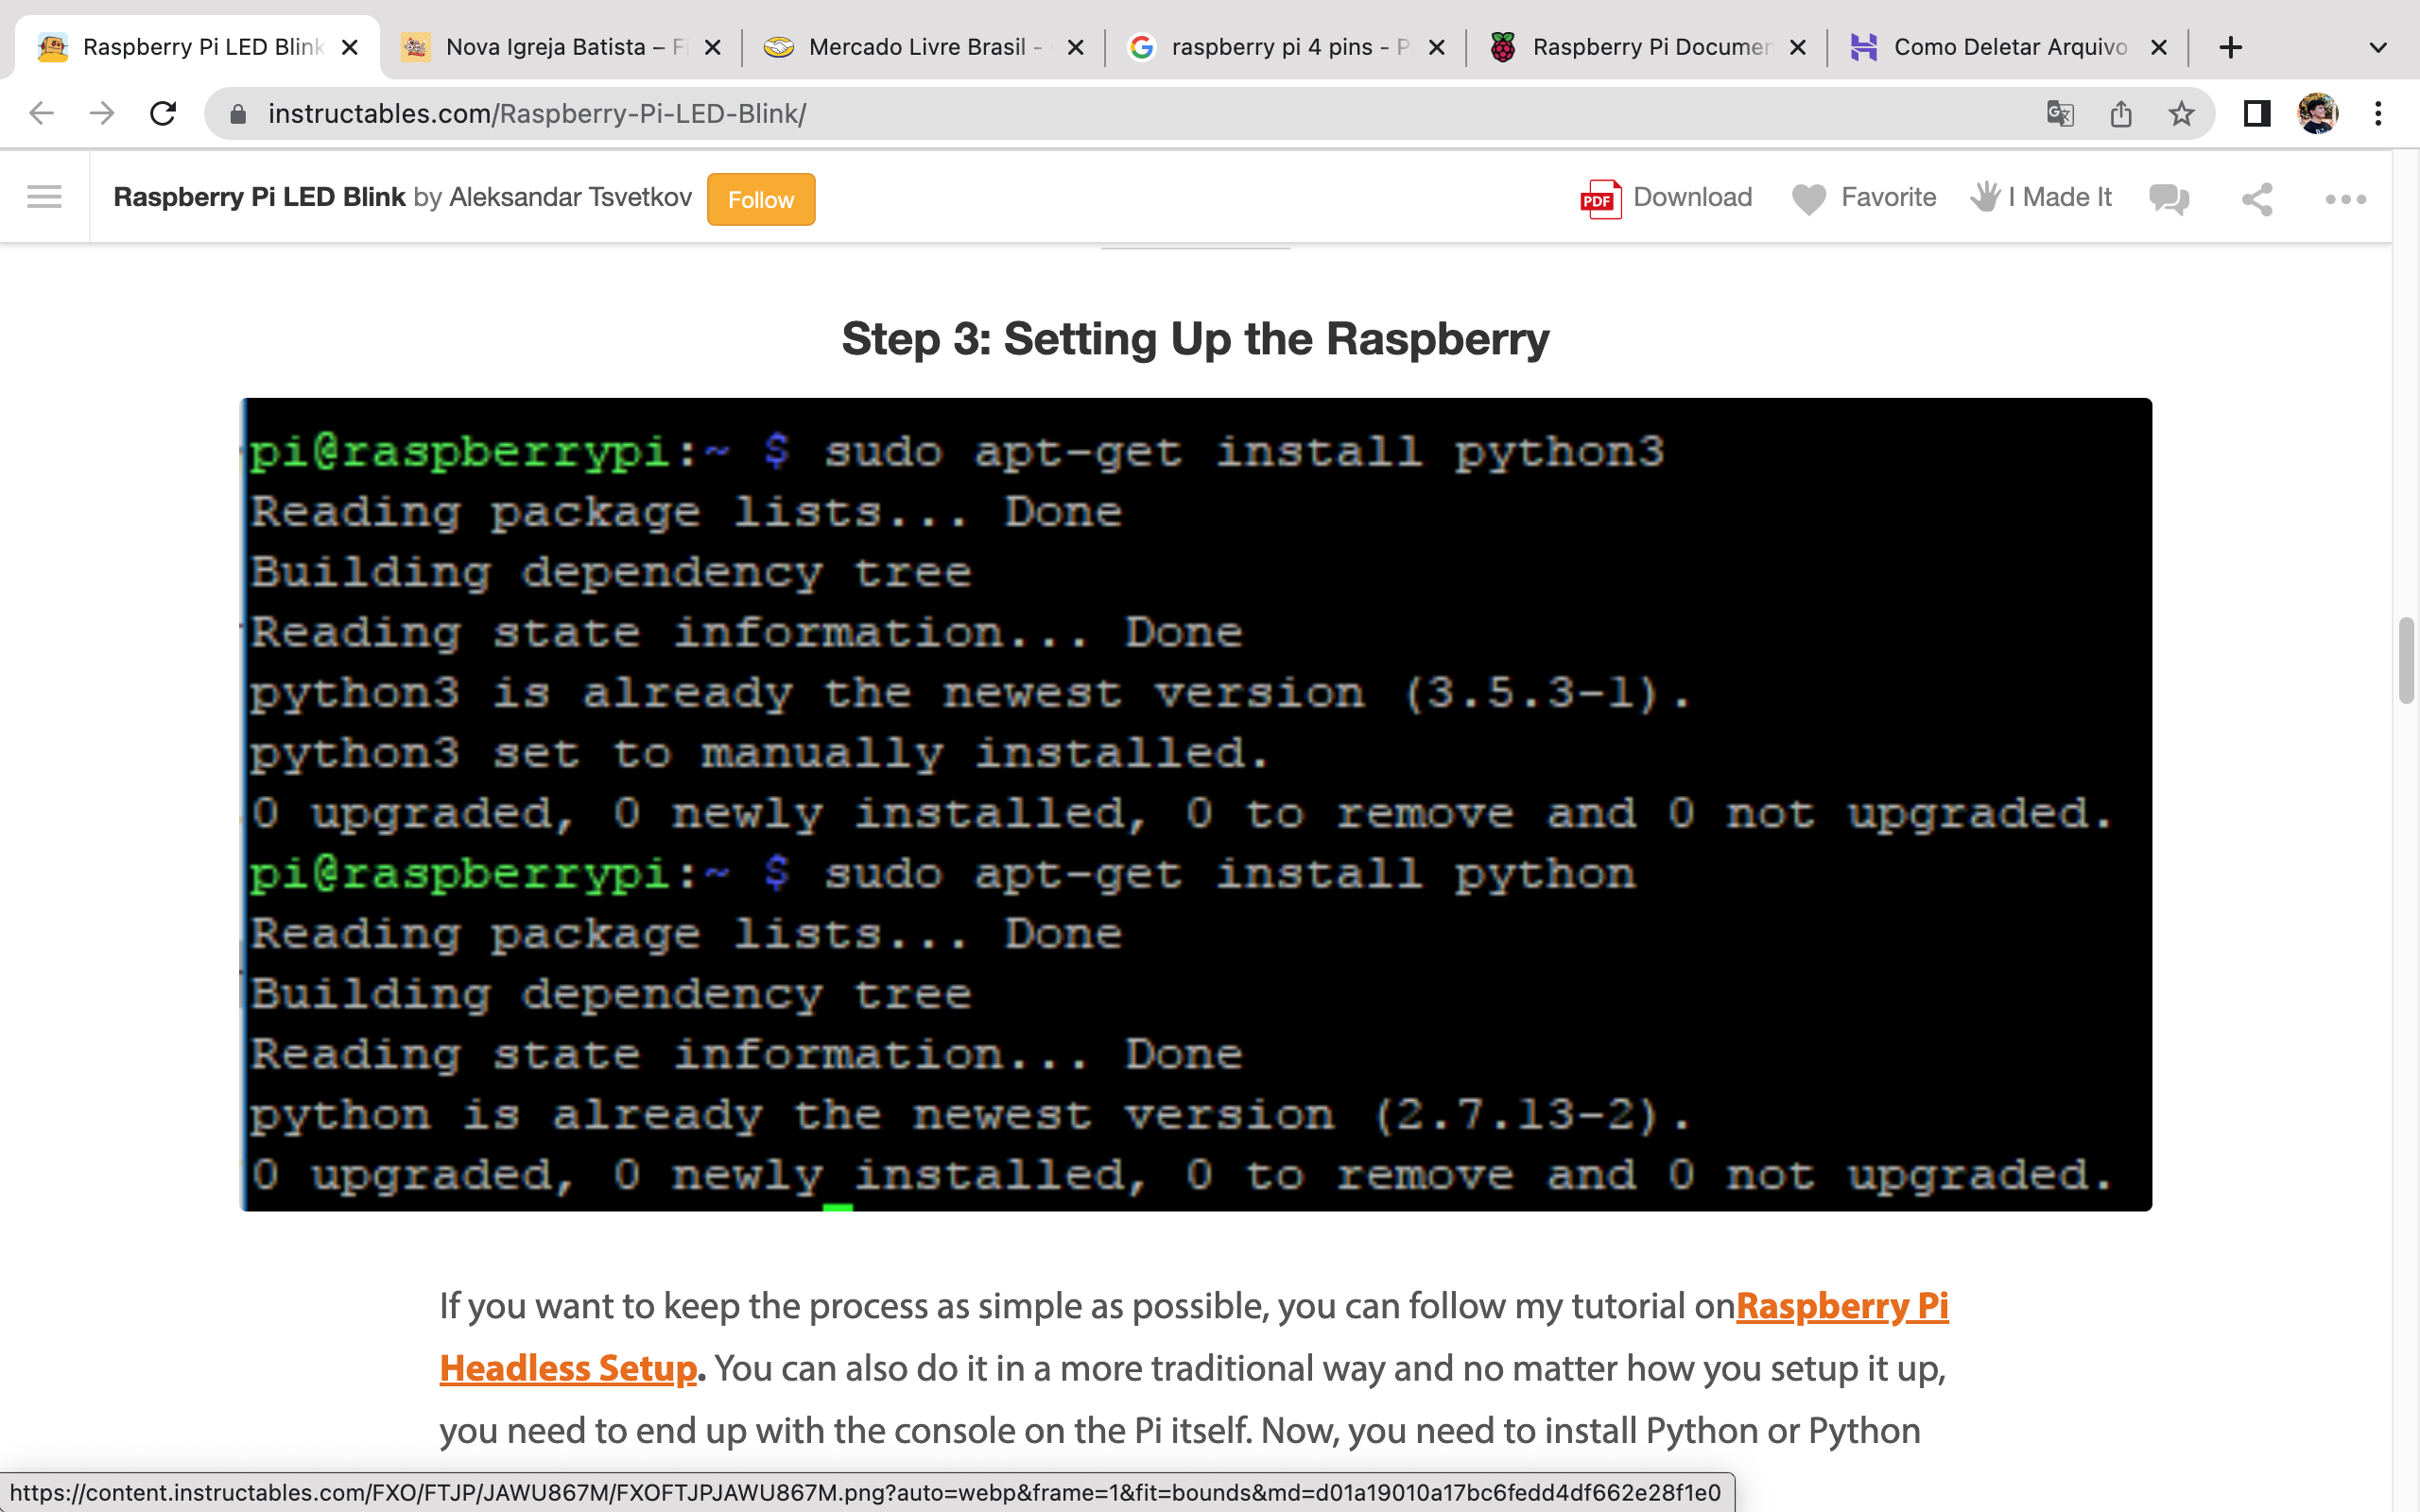 Raspberry Pi LED Blink
Nova Igreja Batista – Fi
Mercado Livre Brasil -
raspberry pi 4 pins - P
Raspberry Pi Documen
Como Deletar Arquivo
instructables.com/Raspberry-Pi-LED-Blink/
Raspberry Pi LED Blink by Aleksandar Tsvetkov
Follow
PDF
Download
Favorite
I Made It
Step 3: Setting Up the Raspberry
pi@raspberrypi:~ $ sudo apt-get install python3
Reading package lists... Done
Building dependency tree
Reading state information... Done
python3 is already the newest version (3.5.3-1).
python3 set to manually installed.
0 upgraded, 0 newly installed, 0 to remove and 0 not upgraded.
pi@raspberrypi:~ $ sudo apt-get install python
Reading package lists... Done
Building dependency tree
Reading state information... Done
python is already the newest version (2.7.13-2).
0 upgraded, 0 newly installed, 0 to remove and 0 not upgraded.
If you want to keep the process as simple as possible, you can follow my tutorial onRaspberry Pi
Headless Setup. You can also do it in a more traditional way and no matter how you setup it up,
you need to end up with the console on the Pi itself. Now, you need to install Python or Python
https://content.instructables.com/FXO/FTJP/JAWU867M/FXOFTJPJAWU867M.png?auto=webp&frame=1&fit=bounds&md=d01a19010a17bc6fedd4df662e28f1e0